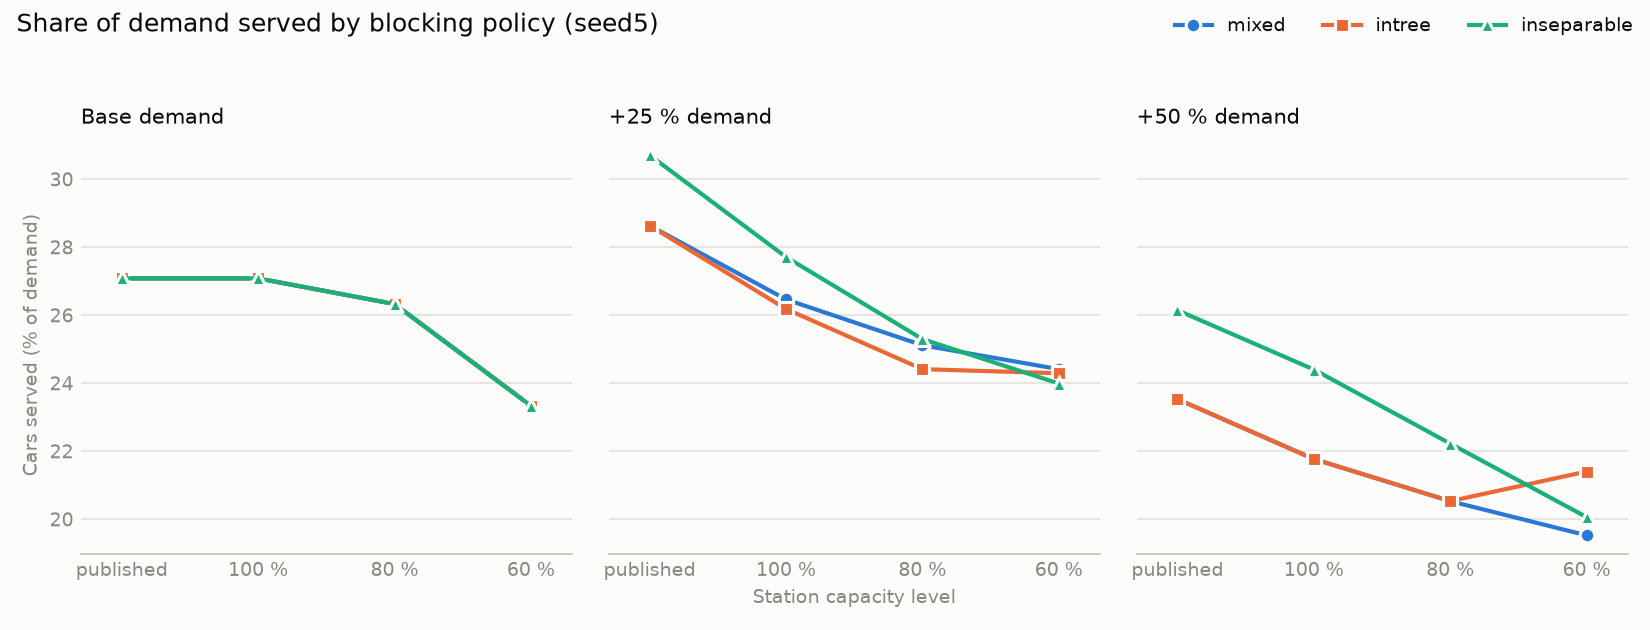 Share of demand served by blocking policy (seed5)
mixed
intree
inseparable
Base demand
+25 % demand
+50 % demand
Cars served (% of demand)
30
28
26
24
22
20
published 100 % 80 % 60 %
published 100 % 80 % 60 %
published 100 % 80 % 60 %
Station capacity level